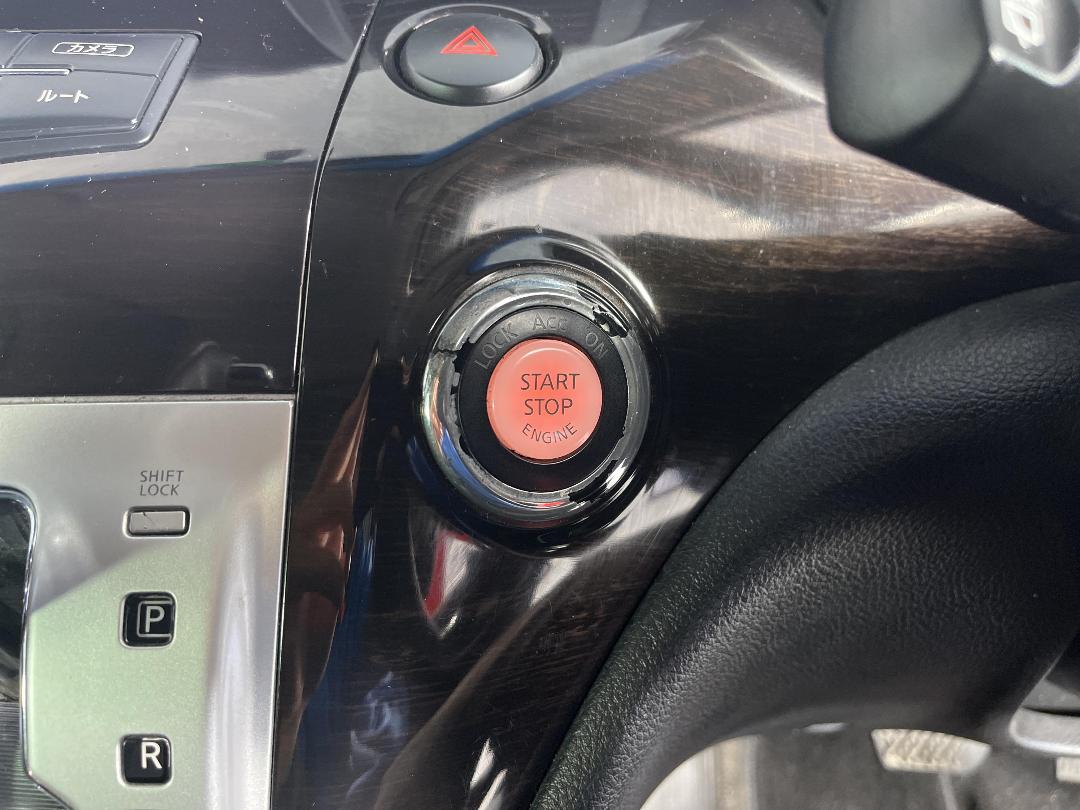 カメラ
ルート
LOCK ACC ON
START
STOP
ENGINE
SHIFT
LOCK
P
R